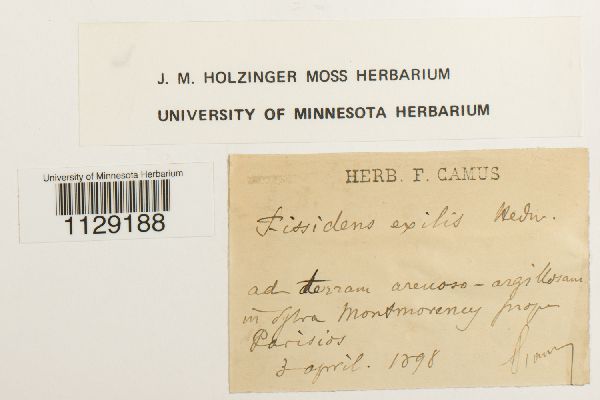 J. M. HOLZINGER MOSS HERBARIUM
UNIVERSITY OF MINNESOTA HERBARIUM
University of Minnesota Herbarium
1129188
HERB. F. CAMUS
Fissidens exilis Hedw.
ad terram arenoso-argillosam
in sylva Montmorency prope
Parisios
3 april. 1898